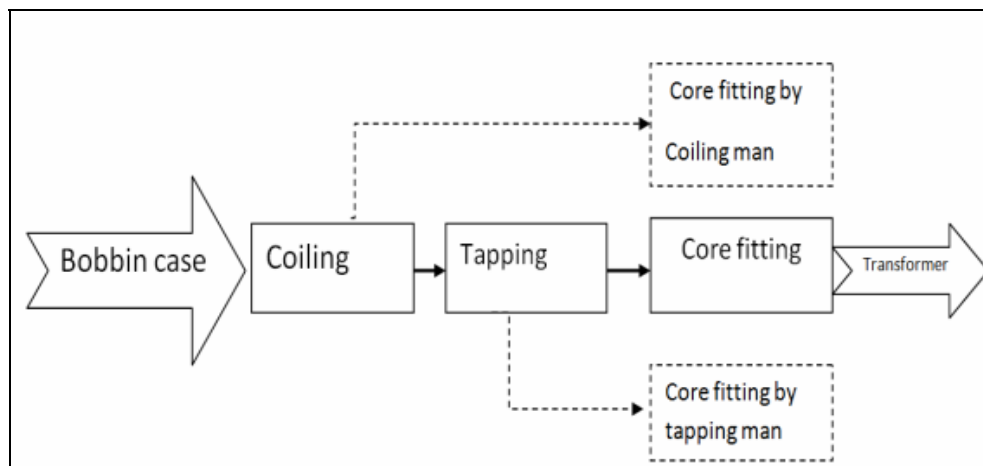 Core fitting by
Coiling man
Bobbin case
Coiling
Tapping
Core fitting
Transformer
Core fitting by
tapping man